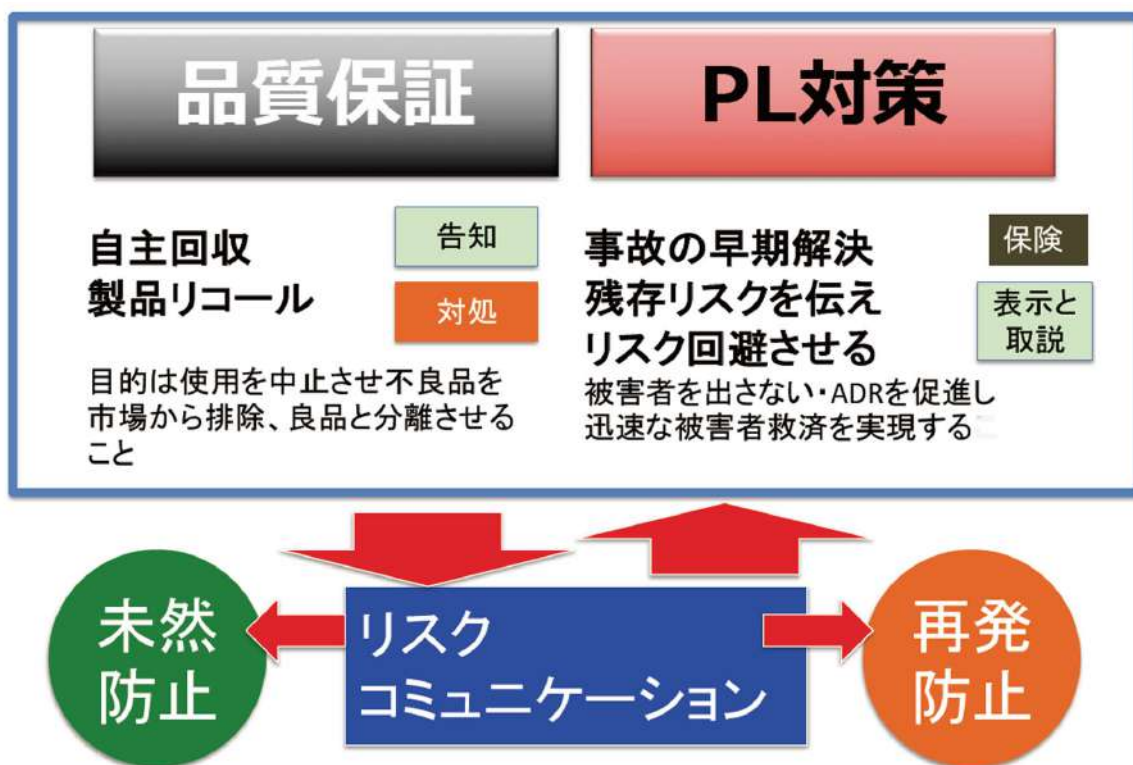 品質保証
PL対策
自主回収
製品リコール
告知
対処
目的は使用を中止させ不良品を
市場から排除、良品と分離させる
こと
事故の早期解決
残存リスクを伝え
リスク回避させる
保険
表示と
取説
被害者を出さない・ADRを促進し
迅速な被害者救済を実現する
未然
防止
リスク
コミュニケーション
再発
防止